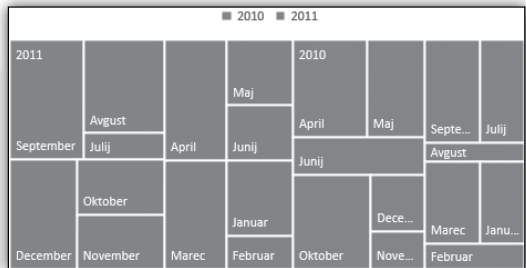 2010 2011
2011
September
Avgust
Julij
April
Maj
Junij
December
Oktober
November
Marec
Januar
Februar
2010
April
Maj
Septe...
Julij
Junij
Avgust
Oktober
Dece...
Nove...
Marec
Janu...
Februar